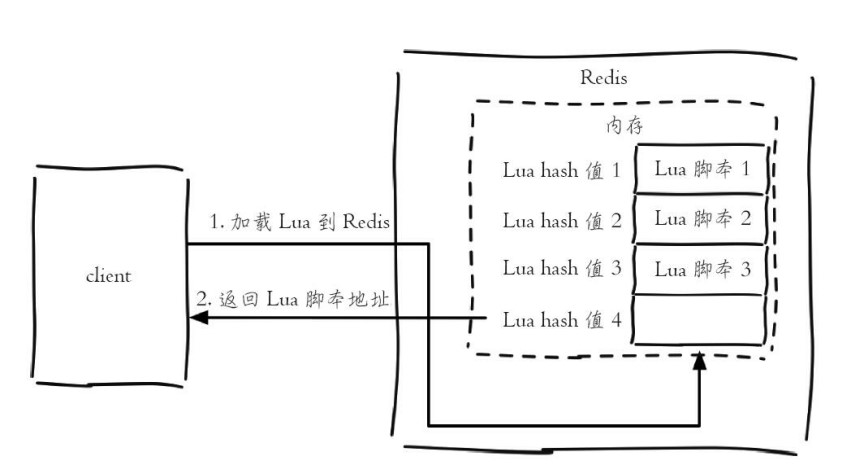 Redis
内存
Lua hash 值 1 Lua 脚本 1
1. 加载 Lua 到 Redis
Lua hash 值 2 Lua 脚本 2
client
Lua hash 值 3 Lua 脚本 3
2. 返回 Lua 脚本地址
Lua hash 值 4